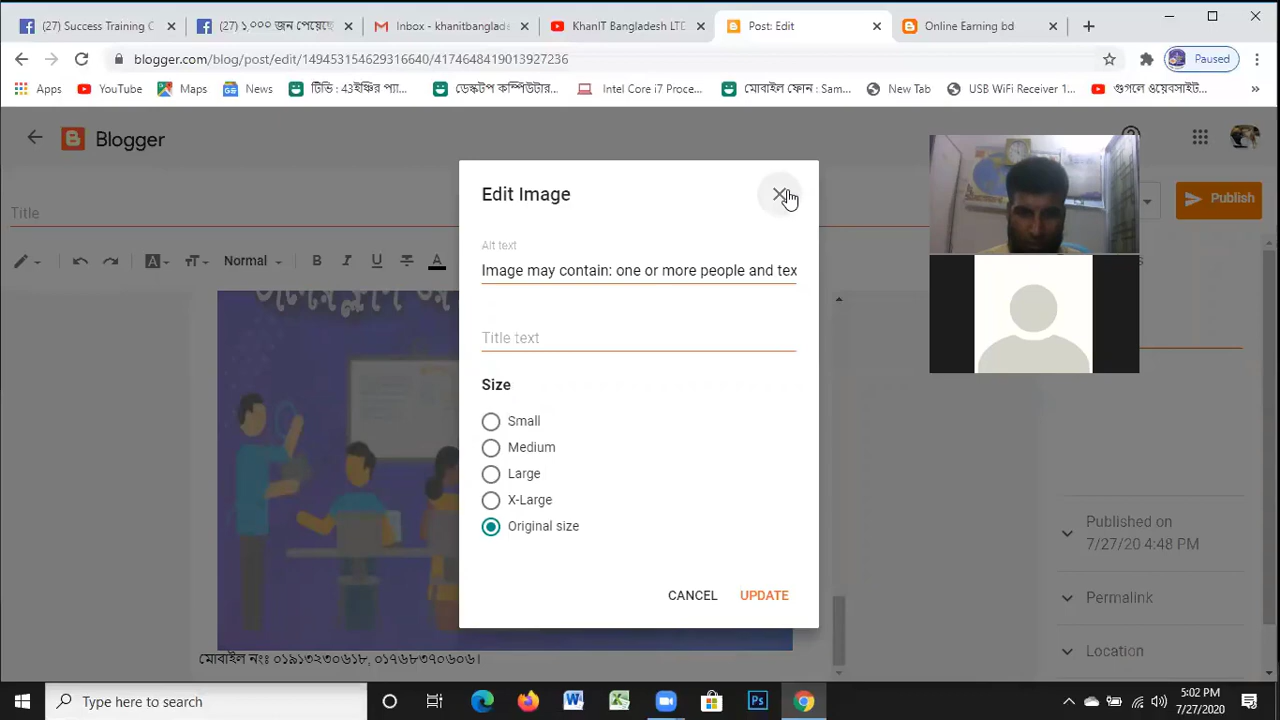 (27) Success Training C
(27) ১,০০০ জন পেয়েছে
Inbox - khanitbanglade
KhanIT Bangladesh LTD
Post: Edit
Online Earning bd
blogger.com/blog/post/edit/149453154629316640/4174648419013927236
Paused
Apps
YouTube
Maps
News
টিভি : 43ইঞ্চির প্যা...
ডেস্কটপ কম্পিউটার...
Intel Core i7 Proce...
মোবাইল ফোন : Sam...
New Tab
USB WiFi Receiver 1...
গুগলে ওয়েবসাইট...
»
Blogger
Title
Publish
Normal
B I U A
Edit Image
Alt text
Image may contain: one or more people and tex
Title text
Size
Small
Medium
Large
X-Large
Original size
CANCEL
UPDATE
Published on
7/27/20 4:48 PM
Permalink
Location
মোবাইল নংঃ ০১৯১৩২৩০৬১৮, ০১৭৬৮৩৭০৬০৬।
Type here to search
5:02 PM
7/27/2020